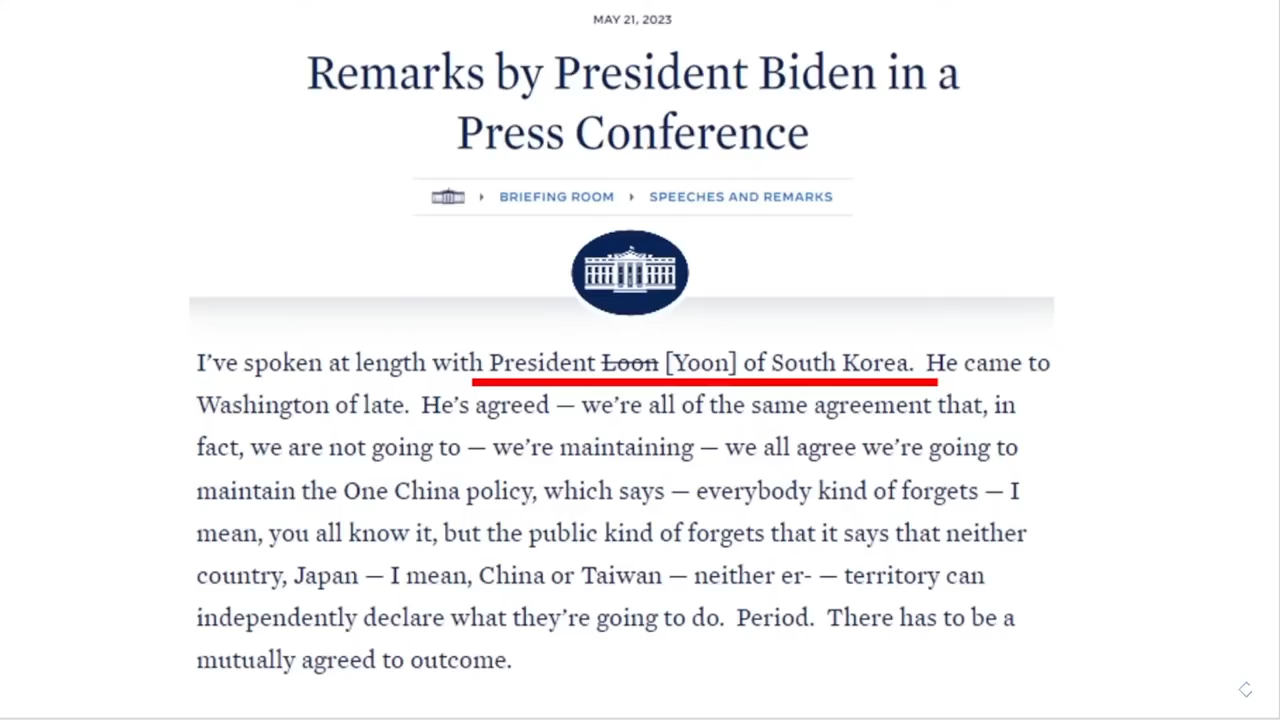 MAY 21, 2023
Remarks by President Biden in a
Press Conference
BRIEFING ROOM
SPEECHES AND REMARKS
I’ve spoken at length with President Loon [Yoon] of South Korea.  He came to
Washington of late.  He’s agreed — we’re all of the same agreement that, in
fact, we are not going to — we’re maintaining — we all agree we’re going to
maintain the One China policy, which says — everybody kind of forgets — I
mean, you all know it, but the public kind of forgets that it says that neither
country, Japan — I mean, China or Taiwan — neither er- — territory can
independently declare what they’re going to do.  Period.  There has to be a
mutually agreed to outcome.